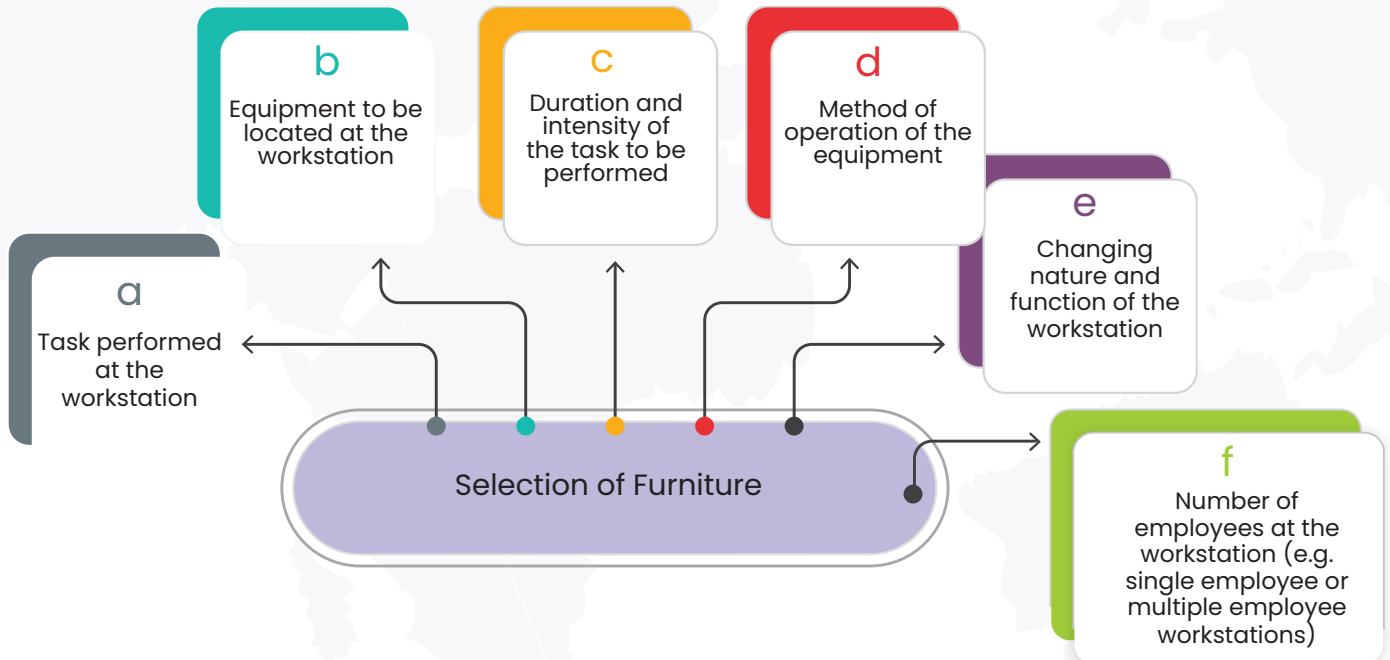 a
Task performed
at the
workstation
b
Equipment to be
located at the
workstation
c
Duration and
intensity of
the task to be
performed
d
Method of
operation of the
equipment
e
Changing
nature and
function of the
workstation
f
Number of
employees at the
workstation (e.g.
single employee or
multiple employee
workstations)
Selection of Furniture